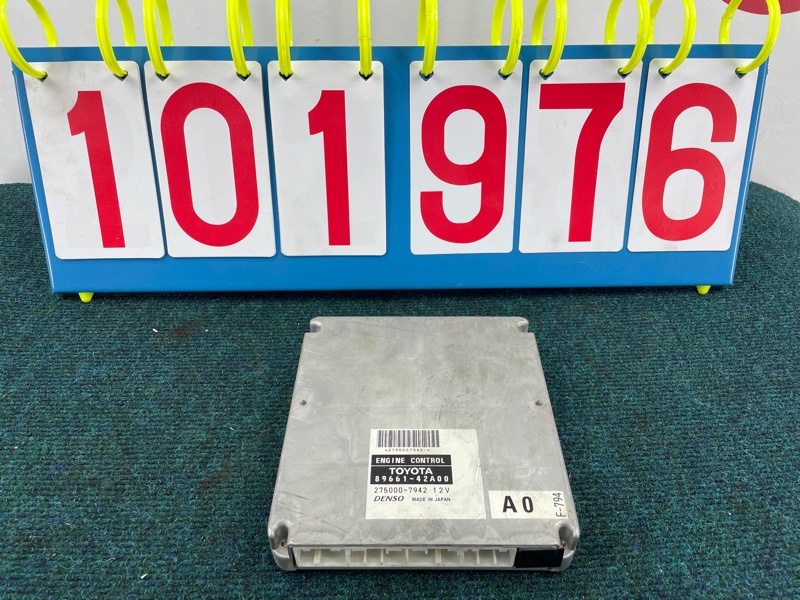 101976
ENGINE CONTROL
TOYOTA
89661-42A00
275000-7942 12V
DENSO MADE IN JAPAN
A0
F-794